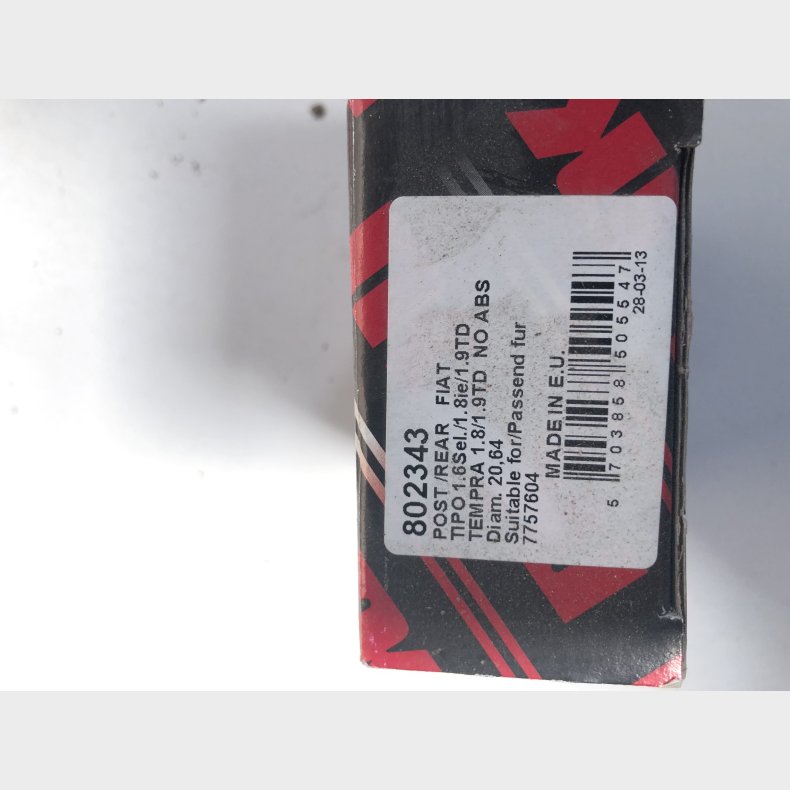 802343
POST/REAR FIAT
TIPO 1.6Sel./1.8ie/1.9TD
TEMPRA 1.8/1.9TD NO ABS
Diam. 20,64
Suitable for/Passend fur
7757604
MADE IN E.U.
5 703858 505547
28-03-13